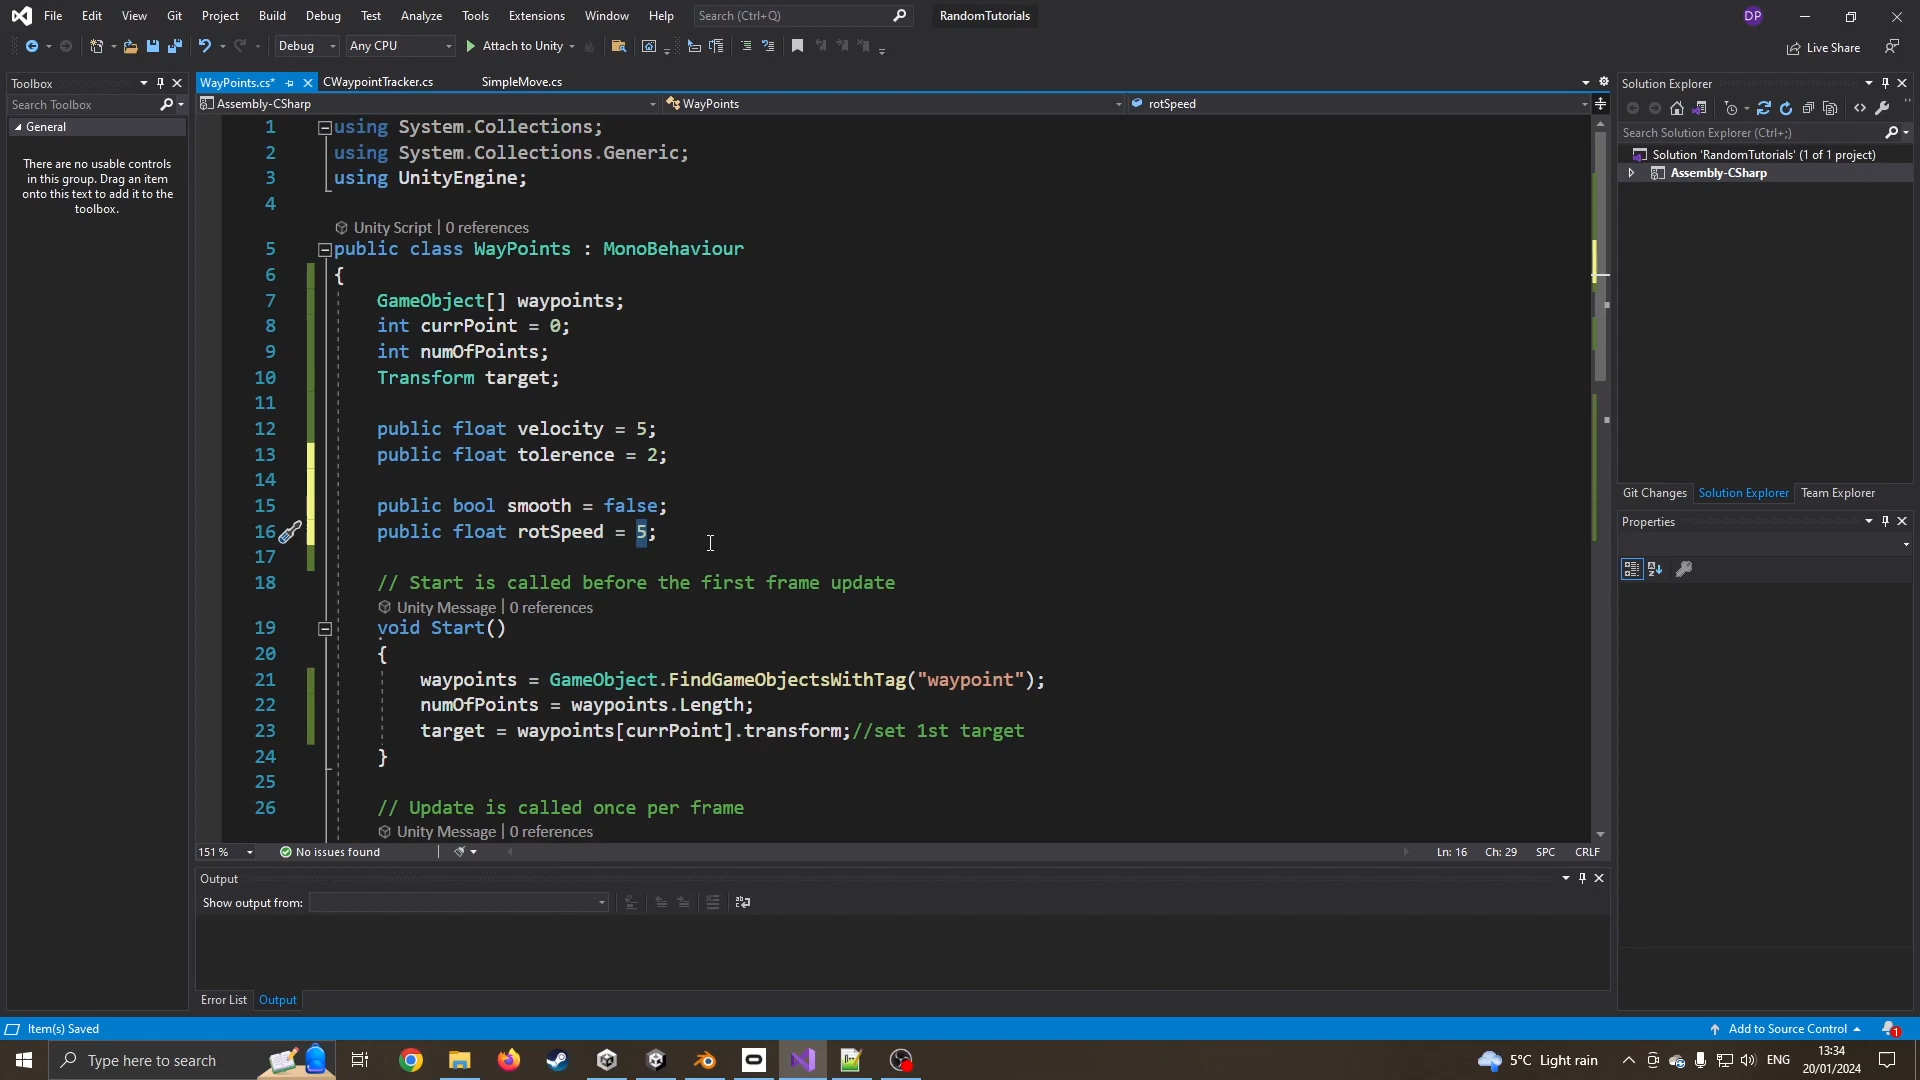 File Edit View Git Project Build Debug Test Analyze Tools Extensions Window Help Search (Ctrl+Q) RandomTutorials DP
Debug Any CPU Attach to Unity Live Share
Toolbox
Search Toolbox
General
There are no usable controls
in this group. Drag an item
onto this text to add it to the
toolbox.
WayPoints.cs* CWaypointTracker.cs SimpleMove.cs
Assembly-CSharp WayPoints rotSpeed
1 using System.Collections;
2 using System.Collections.Generic;
3 using UnityEngine;
4
Unity Script | 0 references
5 public class WayPoints : MonoBehaviour
6 {
7 GameObject[] waypoints;
8 int currPoint = 0;
9 int numOfPoints;
10 Transform target;
11
12 public float velocity = 5;
13 public float tolerence = 2;
14
15 public bool smooth = false;
16 public float rotSpeed = 5;
17
18 // Start is called before the first frame update
Unity Message | 0 references
19 void Start()
20 {
21 waypoints = GameObject.FindGameObjectsWithTag("waypoint");
22 numOfPoints = waypoints.Length;
23 target = waypoints[currPoint].transform;//set 1st target
24 }
25
26 // Update is called once per frame
Unity Message | 0 references
151 % No issues found Ln: 16 Ch: 29 SPC CRLF
Output
Show output from:
Error List Output
Solution Explorer
Search Solution Explorer (Ctrl+;)
Solution 'RandomTutorials' (1 of 1 project)
Assembly-CSharp
Git Changes Solution Explorer Team Explorer
Properties
Item(s) Saved Add to Source Control 1
Type here to search 5°C Light rain ENG 13:34
20/01/2024